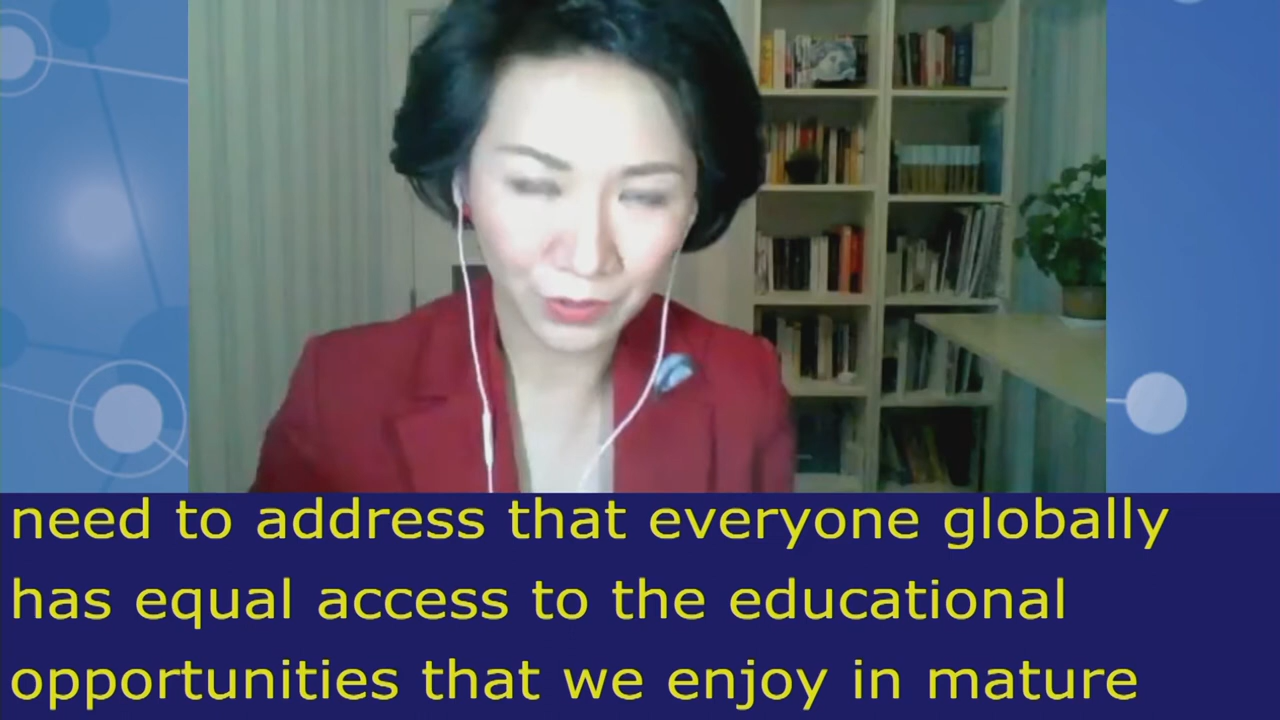 need to address that everyone globally
has equal access to the educational
opportunities that we enjoy in mature